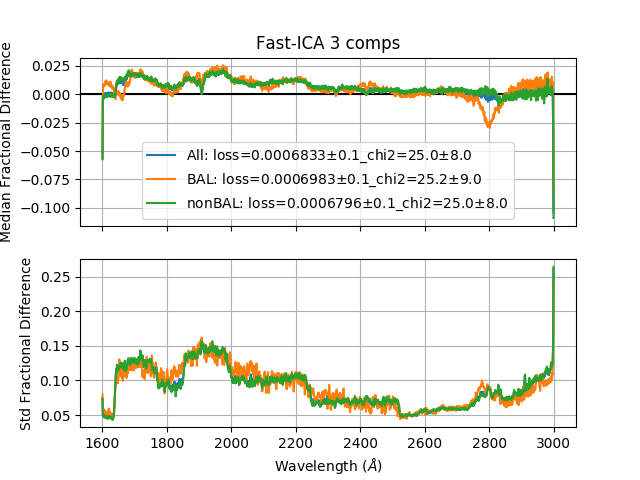 Fast-ICA 3 comps
Median Fractional Difference
0.025
0.000
−0.025
−0.050
−0.075
−0.100
All: loss=0.0006833±0.1_chi2=25.0±8.0
BAL: loss=0.0006983±0.1_chi2=25.2±9.0
nonBAL: loss=0.0006796±0.1_chi2=25.0±8.0
Std Fractional Difference
0.25
0.20
0.15
0.10
0.05
1600 1800 2000 2200 2400 2600 2800 3000
Wavelength (Å)